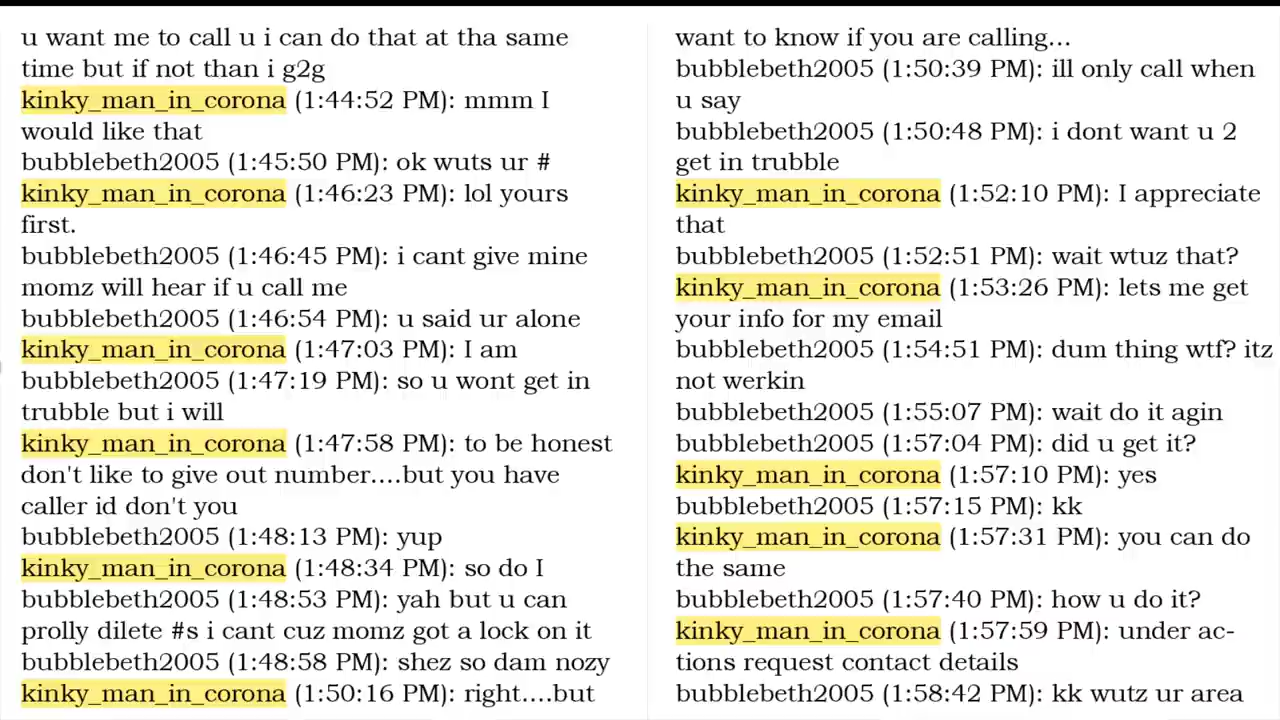 u want me to call u i can do that at tha same
time but if not than i g2g
kinky_man_in_corona (1:44:52 PM): mmm I
would like that
bubblebeth2005 (1:45:50 PM): ok wuts ur #
kinky_man_in_corona (1:46:23 PM): lol yours
first.
bubblebeth2005 (1:46:45 PM): i cant give mine
momz will hear if u call me
bubblebeth2005 (1:46:54 PM): u said ur alone
kinky_man_in_corona (1:47:03 PM): I am
bubblebeth2005 (1:47:19 PM): so u wont get in
trubble but i will
kinky_man_in_corona (1:47:58 PM): to be honest
don't like to give out number....but you have
caller id don't you
bubblebeth2005 (1:48:13 PM): yup
kinky_man_in_corona (1:48:34 PM): so do I
bubblebeth2005 (1:48:53 PM): yah but u can
prolly dilete #s i cant cuz momz got a lock on it
bubblebeth2005 (1:48:58 PM): shez so dam nozy
kinky_man_in_corona (1:50:16 PM): right....but
want to know if you are calling...
bubblebeth2005 (1:50:39 PM): ill only call when
u say
bubblebeth2005 (1:50:48 PM): i dont want u 2
get in trubble
kinky_man_in_corona (1:52:10 PM): I appreciate
that
bubblebeth2005 (1:52:51 PM): wait wtuz that?
kinky_man_in_corona (1:53:26 PM): lets me get
your info for my email
bubblebeth2005 (1:54:51 PM): dum thing wtf? itz
not werkin
bubblebeth2005 (1:55:07 PM): wait do it agin
bubblebeth2005 (1:57:04 PM): did u get it?
kinky_man_in_corona (1:57:10 PM): yes
bubblebeth2005 (1:57:15 PM): kk
kinky_man_in_corona (1:57:31 PM): you can do
the same
bubblebeth2005 (1:57:40 PM): how u do it?
kinky_man_in_corona (1:57:59 PM): under ac-
tions request contact details
bubblebeth2005 (1:58:42 PM): kk wutz ur area